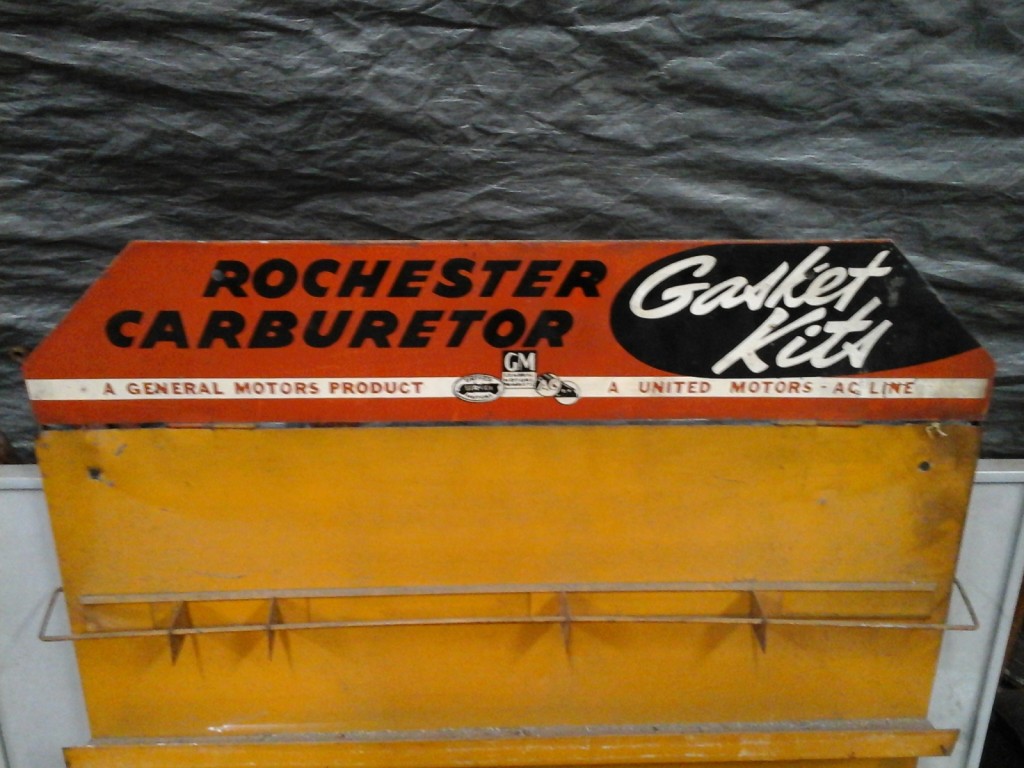 ROCHESTER
CARBURETOR
Gasket
Kits
GM
A GENERAL MOTORS PRODUCT
A UNITED MOTORS - AC LINE